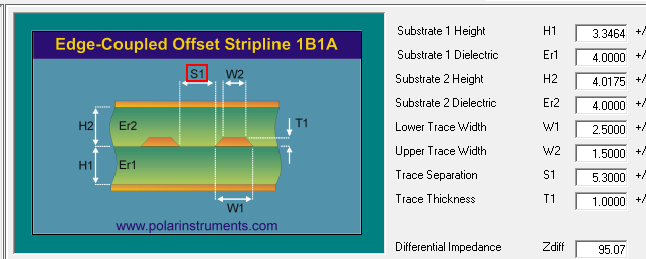 Edge-Coupled Offset Stripline 1B1A
S1 W2
T1
H2 Er2
H1 Er1
W1
www.polarinstruments.com
Substrate 1 Height H1 3.3464 +/
Substrate 1 Dielectric Er1 4.0000
Substrate 2 Height H2 4.0175 +/
Substrate 2 Dielectric Er2 4.0000
Lower Trace Width W1 2.5000 +/
Upper Trace Width W2 1.5000 +/
Trace Separation S1 5.3000 +/
Trace Thickness T1 1.0000 +/
Differential Impedance Zdiff 95.07